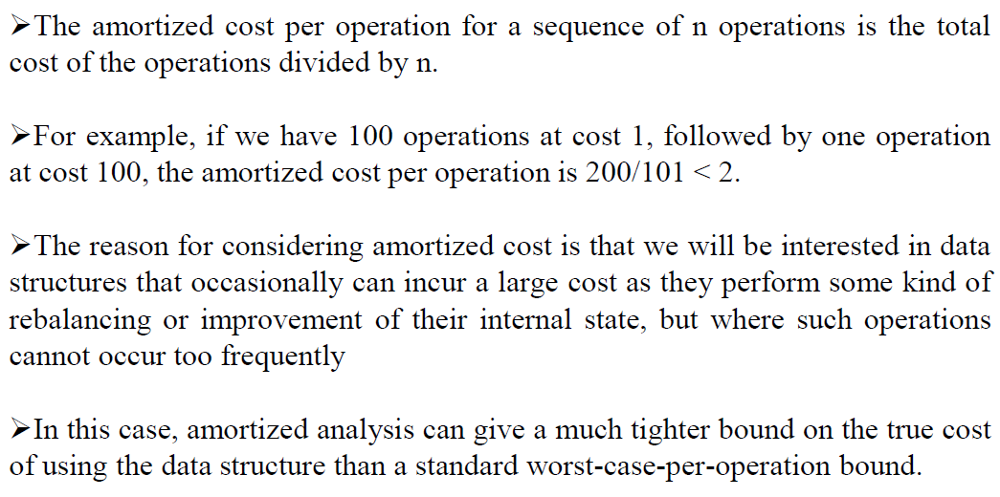 ➢The amortized cost per operation for a sequence of n operations is the total
cost of the operations divided by n.
➢For example, if we have 100 operations at cost 1, followed by one operation
at cost 100, the amortized cost per operation is 200/101 < 2.
➢The reason for considering amortized cost is that we will be interested in data
structures that occasionally can incur a large cost as they perform some kind of
rebalancing or improvement of their internal state, but where such operations
cannot occur too frequently
➢In this case, amortized analysis can give a much tighter bound on the true cost
of using the data structure than a standard worst-case-per-operation bound.